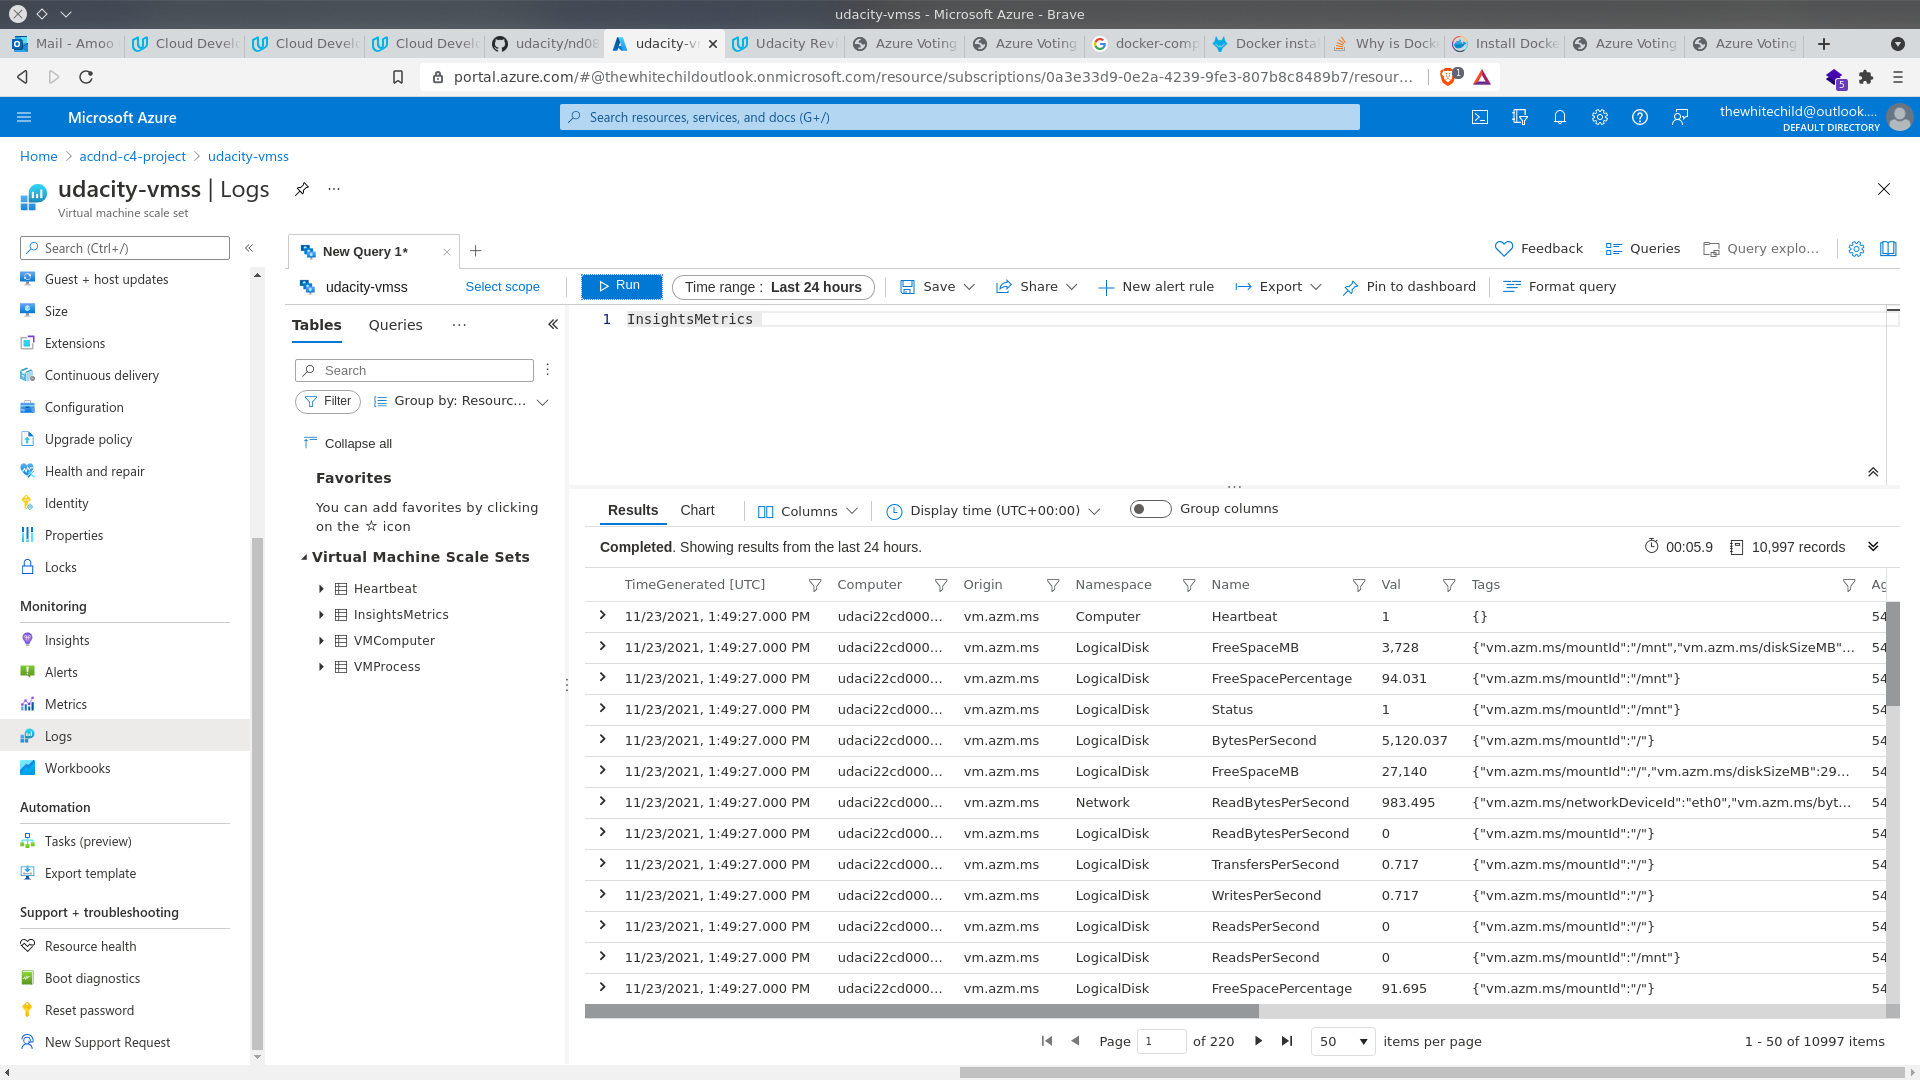 udacity-vmss - Microsoft Azure - Brave
Mail - Amoo
Cloud Devel
Cloud Devel
Cloud Devel
udacity/nd08
udacity-v
Udacity Revi
Azure Voting
Azure Voting
docker-comp
Docker instal
Why is Dock
Install Docke
Azure Voting
Azure Voting
portal.azure.com/#@thewhitechildoutlook.onmicrosoft.com/resource/subscriptions/0a3e33d9-0e2a-4239-9fe3-807b8c8489b7/resour...
1
5
Microsoft Azure
Search resources, services, and docs (G+/)
thewhitechild@outlook....
DEFAULT DIRECTORY
Home > acdnd-c4-project > udacity-vmss
udacity-vmss | Logs
Virtual machine scale set
Search (Ctrl+/)
Guest + host updates
Size
Extensions
Continuous delivery
Configuration
Upgrade policy
Health and repair
Identity
Properties
Locks
Monitoring
Insights
Alerts
Metrics
Logs
Workbooks
Automation
Tasks (preview)
Export template
Support + troubleshooting
Resource health
Boot diagnostics
Reset password
New Support Request
New Query 1*
Feedback
Queries
Query explo...
udacity-vmss
Select scope
Run
Time range : Last 24 hours
Save
Share
New alert rule
Export
Pin to dashboard
Format query
Tables
Queries
Search
Filter
Group by: Resourc...
Collapse all
Favorites
You can add favorites by clicking
on the ☆ icon
Virtual Machine Scale Sets
Heartbeat
InsightsMetrics
VMComputer
VMProcess
1 InsightsMetrics
Results
Chart
Columns
Display time (UTC+00:00)
Group columns
Completed. Showing results from the last 24 hours.
00:05.9
10,997 records
TimeGenerated [UTC] Computer Origin Namespace Name Val Tags Ag
11/23/2021, 1:49:27.000 PM udaci22cd000... vm.azm.ms Computer Heartbeat 1 {} 54
11/23/2021, 1:49:27.000 PM udaci22cd000... vm.azm.ms LogicalDisk FreeSpaceMB 3,728 {"vm.azm.ms/mountId":"/mnt","vm.azm.ms/diskSizeMB"... 54
11/23/2021, 1:49:27.000 PM udaci22cd000... vm.azm.ms LogicalDisk FreeSpacePercentage 94.031 {"vm.azm.ms/mountId":"/mnt"} 54
11/23/2021, 1:49:27.000 PM udaci22cd000... vm.azm.ms LogicalDisk Status 1 {"vm.azm.ms/mountId":"/mnt"} 54
11/23/2021, 1:49:27.000 PM udaci22cd000... vm.azm.ms LogicalDisk BytesPerSecond 5,120.037 {"vm.azm.ms/mountId":"/"} 54
11/23/2021, 1:49:27.000 PM udaci22cd000... vm.azm.ms LogicalDisk FreeSpaceMB 27,140 {"vm.azm.ms/mountId":"/","vm.azm.ms/diskSizeMB":29... 54
11/23/2021, 1:49:27.000 PM udaci22cd000... vm.azm.ms Network ReadBytesPerSecond 983.495 {"vm.azm.ms/networkDeviceId":"eth0","vm.azm.ms/byt... 54
11/23/2021, 1:49:27.000 PM udaci22cd000... vm.azm.ms LogicalDisk ReadBytesPerSecond 0 {"vm.azm.ms/mountId":"/"} 54
11/23/2021, 1:49:27.000 PM udaci22cd000... vm.azm.ms LogicalDisk TransfersPerSecond 0.717 {"vm.azm.ms/mountId":"/"} 54
11/23/2021, 1:49:27.000 PM udaci22cd000... vm.azm.ms LogicalDisk WritesPerSecond 0.717 {"vm.azm.ms/mountId":"/"} 54
11/23/2021, 1:49:27.000 PM udaci22cd000... vm.azm.ms LogicalDisk ReadsPerSecond 0 {"vm.azm.ms/mountId":"/"} 54
11/23/2021, 1:49:27.000 PM udaci22cd000... vm.azm.ms LogicalDisk ReadsPerSecond 0 {"vm.azm.ms/mountId":"/mnt"} 54
11/23/2021, 1:49:27.000 PM udaci22cd000... vm.azm.ms LogicalDisk FreeSpacePercentage 91.695 {"vm.azm.ms/mountId":"/"} 54
Page 1 of 220
50 items per page
1 - 50 of 10997 items